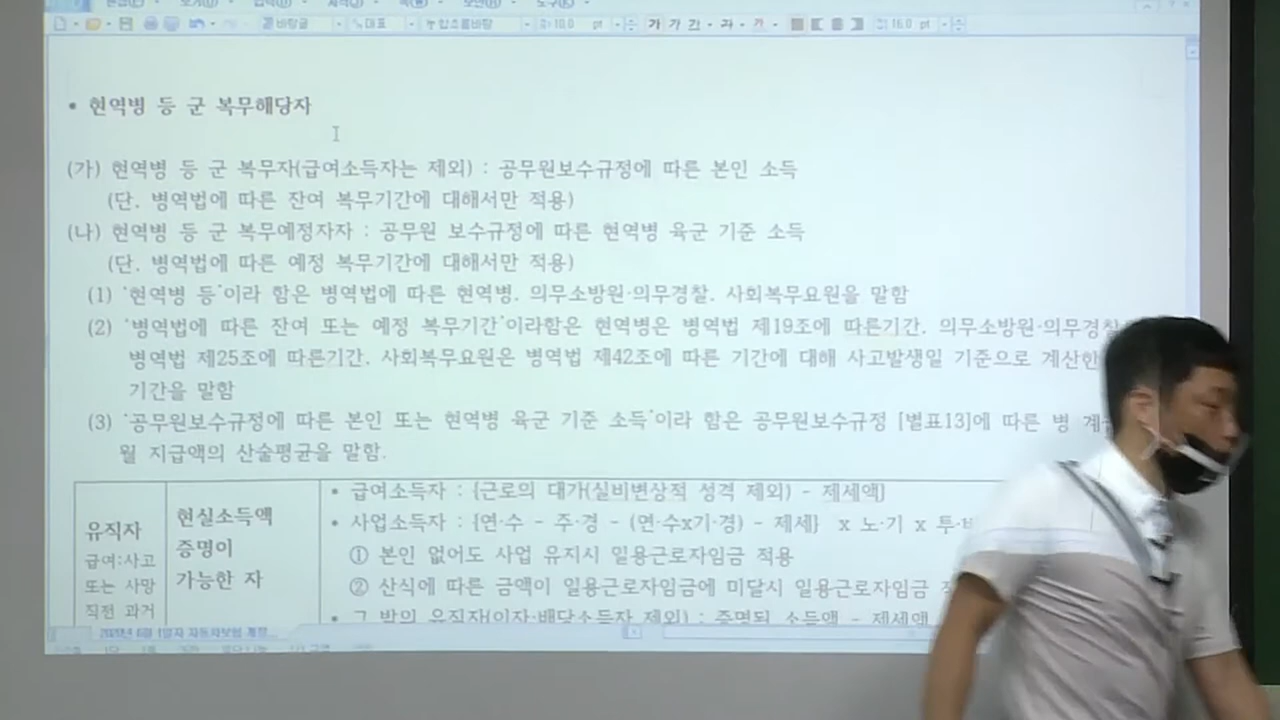 바탕글 대표 10.0 pt 가 가 가 가 가 16.0 pt
• 현역병 등 군 복무해당자
(가) 현역병 등 군 복무자(급여소득자는 제외) : 공무원보수규정에 따른 본인 소득
(단, 병역법에 따른 잔여 복무기간에 대해서만 적용)
(나) 현역병 등 군 복무예정자자 : 공무원 보수규정에 따른 현역병 육군 기준 소득
(단, 병역법에 따른 예정 복무기간에 대해서만 적용)
(1) '현역병 등'이라 함은 병역법에 따른 현역병, 의무소방원·의무경찰, 사회복무요원을 말함
(2) '병역법에 따른 잔여 또는 예정 복무기간'이라함은 현역병은 병역법 제19조에 따른기간, 의무소방원·의무경찰
병역법 제25조에 따른기간, 사회복무요원은 병역법 제42조에 따른 기간에 대해 사고발생일 기준으로 계산한
기간을 말함
(3) '공무원보수규정에 따른 본인 또는 현역병 육군 기준 소득'이라 함은 공무원보수규정 [별표13]에 따른 병
월 지급액의 산술평균을 말함.
유직자
급여:사고
또는 사망
직전 과거
현실소득액
증명이
가능한 자
• 급여소득자 : {근로의 대가(실비변상적 성격 제외) - 제세액}
• 사업소득자 : {연·수 - 주·경 - (연·수x기·경) - 제세} x 노·기 x
① 본인 없어도 사업 유지시 일용근로자임금 적용
② 산식에 따른 금액이 일용근로자임금에 미달시 일용근로자임금
• 그 밖의 유직자(이자·배당소득자 제외) : 증명된 소득액 - 제세액